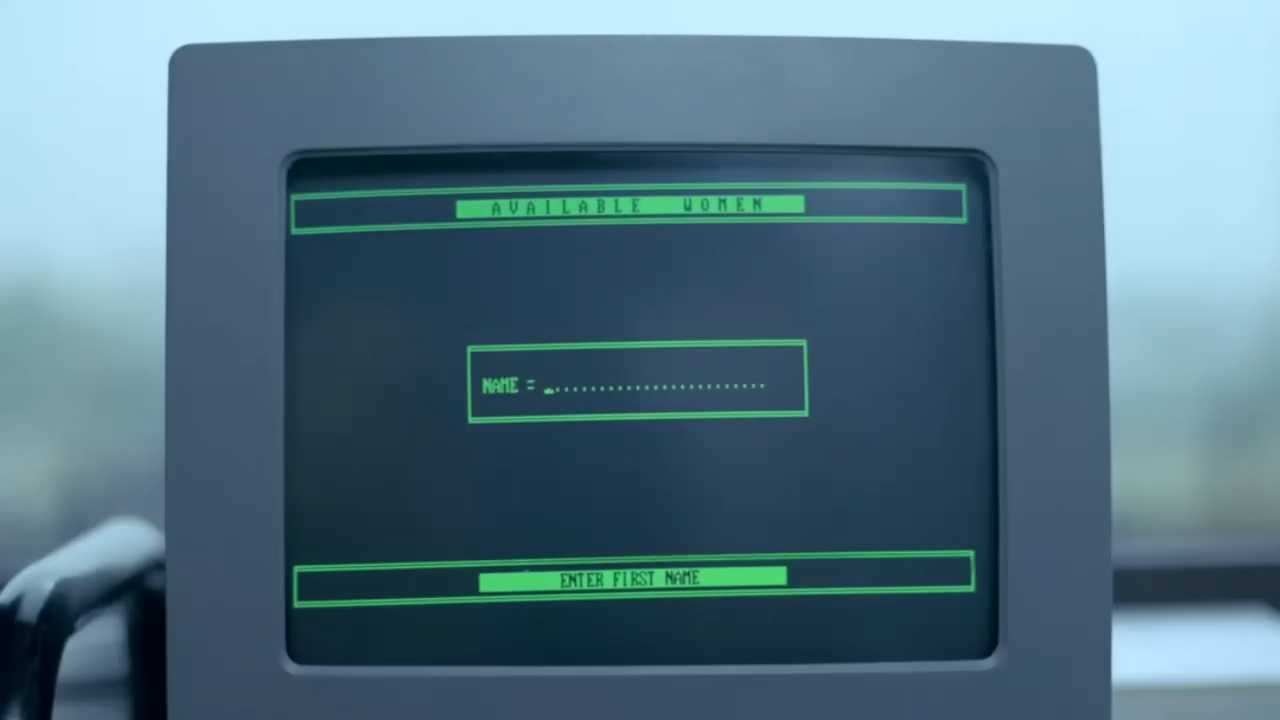 AVAILABLE WOMEN
NAME = ........................
ENTER FIRST NAME